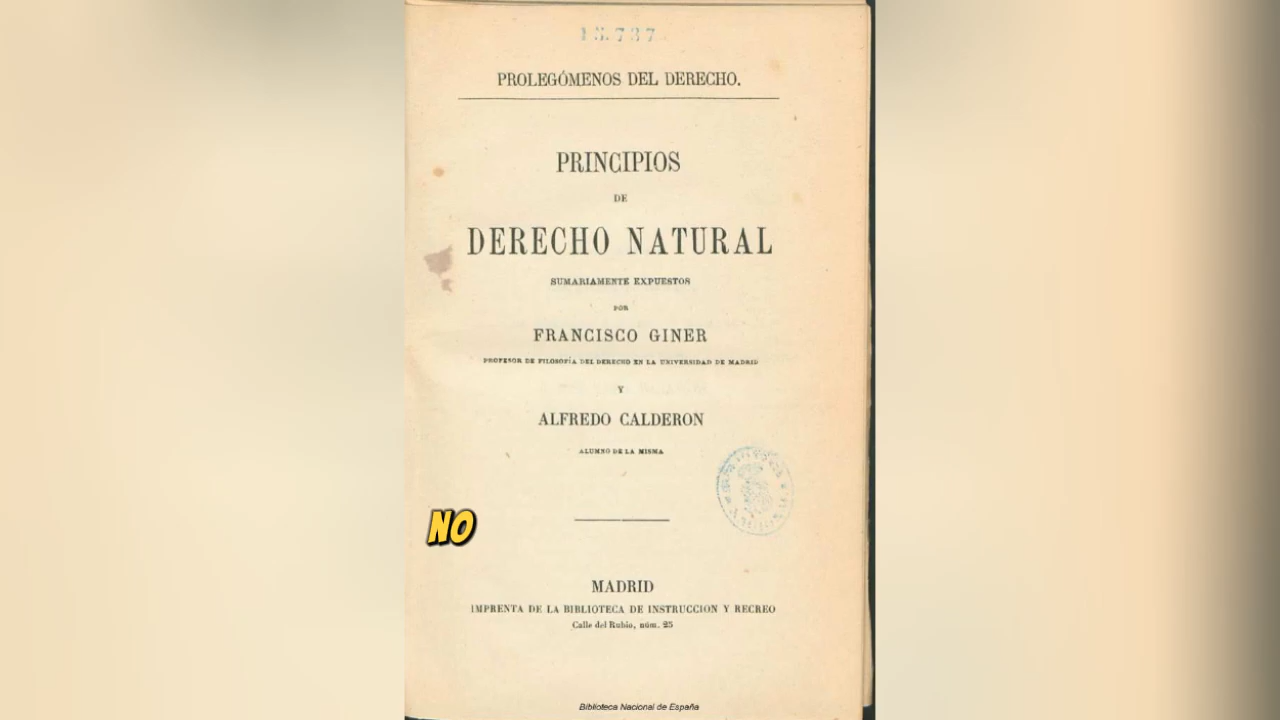 15.737
PROLEGÓMENOS DEL DERECHO.
PRINCIPIOS
DE
DERECHO NATURAL
SUMARIAMENTE EXPUESTOS
POR
FRANCISCO GINER
PROFESOR DE FILOSOFÍA DEL DERECHO EN LA UNIVERSIDAD DE MADRID
Y
ALFREDO CALDERON
ALUMNO DE LA MISMA
NO
MADRID
IMPRENTA DE LA BIBLIOTECA DE INSTRUCCION Y RECREO
Calle del Rubio, núm. 25
Biblioteca Nacional de España